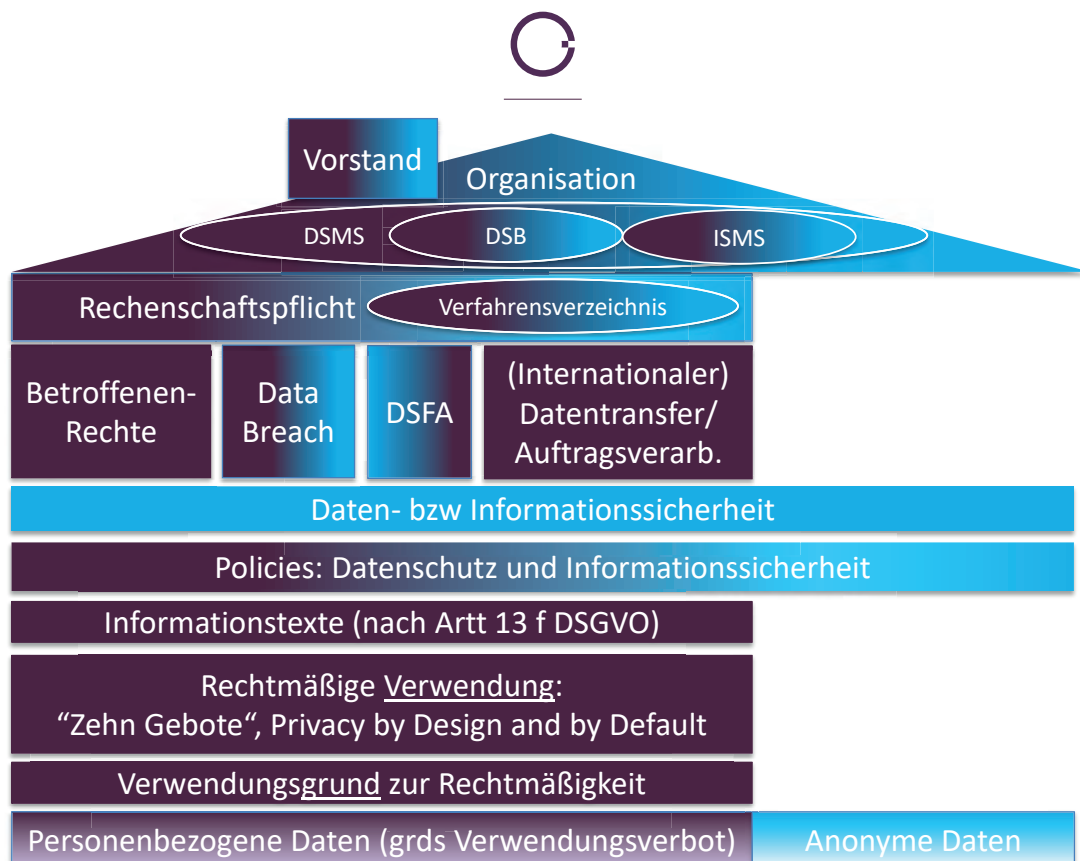 Vorstand
Organisation
DSMS
DSB
ISMS
Rechenschaftspflicht
Verfahrensverzeichnis
Betroffenen-
Rechte
Data
Breach
DSFA
(Internationaler)
Datentransfer/
Auftragsverarb.
Daten- bzw Informationssicherheit
Policies: Datenschutz und Informationssicherheit
Informationstexte (nach Artt 13 f DSGVO)
Rechtmäßige Verwendung:
“Zehn Gebote“, Privacy by Design and by Default
Verwendungsgrund zur Rechtmäßigkeit
Personenbezogene Daten (grds Verwendungsverbot)
Anonyme Daten